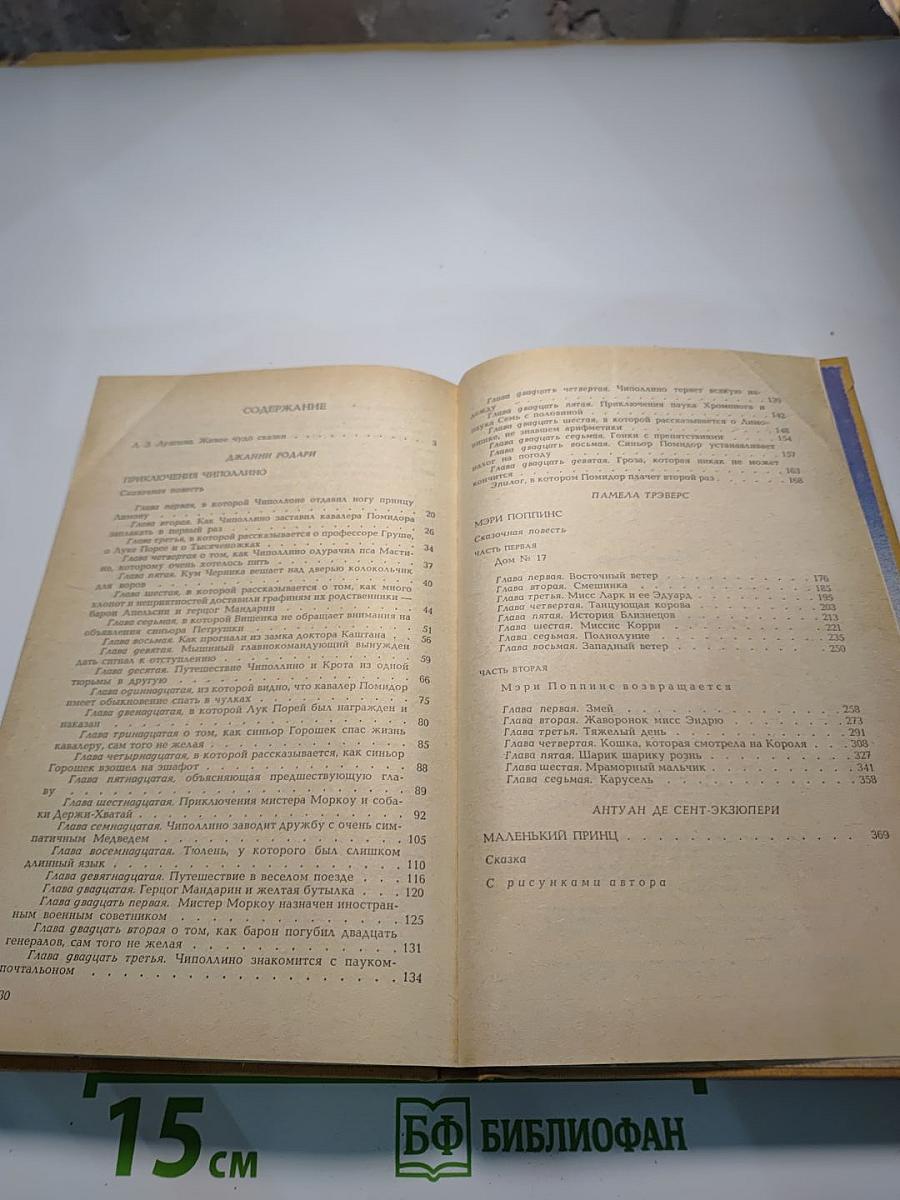 СОДЕРЖАНИЕ
Л. З. Лунгина. Живое чудо сказки 3
ДЖАННИ РОДАРИ
ПРИКЛЮЧЕНИЯ ЧИПОЛЛИНО
Сказочная повесть
Глава первая, в которой Чиполлоне отдавил ногу принцу
Лимону 20
Глава вторая. Как Чиполлино заставил кавалера Помидора
заплакать в первый раз 26
Глава третья, в которой рассказывается о профессоре Груше,
о Луке Порее и о Тысяченожках 34
Глава четвертая о том, как Чиполлино одурачил пса Масти-
но, которому очень хотелось пить 37
Глава пятая. Кум Черника вешает над дверью колокольчик
для воров 40
Глава шестая, в которой рассказывается о том, как много
хлопот и неприятностей доставили графиням их родственники —
барон Апельсин и герцог Мандарин 44
Глава седьмая, в которой Вишенка не обращает внимания на
объявления синьора Петрушки 51
Глава восьмая. Как прогнали из замка доктора Каштана 56
Глава девятая. Мышиный главнокомандующий вынужден
дать сигнал к отступлению 59
Глава десятая. Путешествие Чиполлино и Крота из одной
тюрьмы в другую 66
Глава одиннадцатая, из которой видно, что кавалер Помидор
имеет обыкновение спать в чулках 75
Глава двенадцатая, в которой Лук Порей был награжден и
наказан 80
Глава тринадцатая о том, как синьор Горошек спас жизнь
кавалеру, сам того не желая 85
Глава четырнадцатая, в которой рассказывается, как синьор
Горошек взошел на эшафот 88
Глава пятнадцатая, объясняющая предшествующую гла-
ву 89
Глава шестнадцатая. Приключения мистера Моркоу и соба-
ки Держи-Хватай 92
Глава семнадцатая. Чиполлино заводит дружбу с очень сим-
патичным Медведем 105
Глава восемнадцатая. Тюлень, у которого был слишком
длинный язык 110
Глава девятнадцатая. Путешествие в веселом поезде 116
Глава двадцатая. Герцог Мандарин и желтая бутылка 120
Глава двадцать первая. Мистер Моркоу назначен иностран-
ным военным советником 125
Глава двадцать вторая о том, как барон погубил двадцать
генералов, сам того не желая 131
Глава двадцать третья. Чиполлино знакомится с пауком-
почтальоном 134
Глава двадцать четвертая. Чиполлино теряет всякую на-
дежду 139
Глава двадцать пятая. Приключения паука Хромонога и
паука Семь с половиной 142
Глава двадцать шестая, в которой рассказывается о Лимо-
нишке, не знавшем арифметики 148
Глава двадцать седьмая. Гонки с препятствиями 154
Глава двадцать восьмая. Синьор Помидор устанавливает
налог на погоду 157
Глава двадцать девятая. Гроза, которая никак не может
кончится 163
Эпилог, в котором Помидор плачет второй раз 168
ПАМЕЛА ТРЭВЕРС
МЭРИ ПОППИНС
Сказочная повесть
ЧАСТЬ ПЕРВАЯ
Дом № 17
Глава первая. Восточный ветер 176
Глава вторая. Смешинка 185
Глава третья. Мисс Ларк и ее Эдуард 195
Глава четвертая. Танцующая корова 203
Глава пятая. История Близнецов 213
Глава шестая. Миссис Корри 221
Глава седьмая. Полнолуние 235
Глава восьмая. Западный ветер 250
ЧАСТЬ ВТОРАЯ
Мэри Поппинс возвращается
Глава первая. Змей 258
Глава вторая. Жаворонок мисс Эндрю 273
Глава третья. Тяжелый день 291
Глава четвертая. Кошка, которая смотрела на Короля 308
Глава пятая. Шарик шарику рознь 327
Глава шестая. Мраморный мальчик 341
Глава седьмая. Карусель 358
АНТУАН ДЕ СЕНТ-ЭКЗЮПЕРИ
МАЛЕНЬКИЙ ПРИНЦ 369
Сказка
С рисунками автора
15 см
БФ БИБЛИОФАН